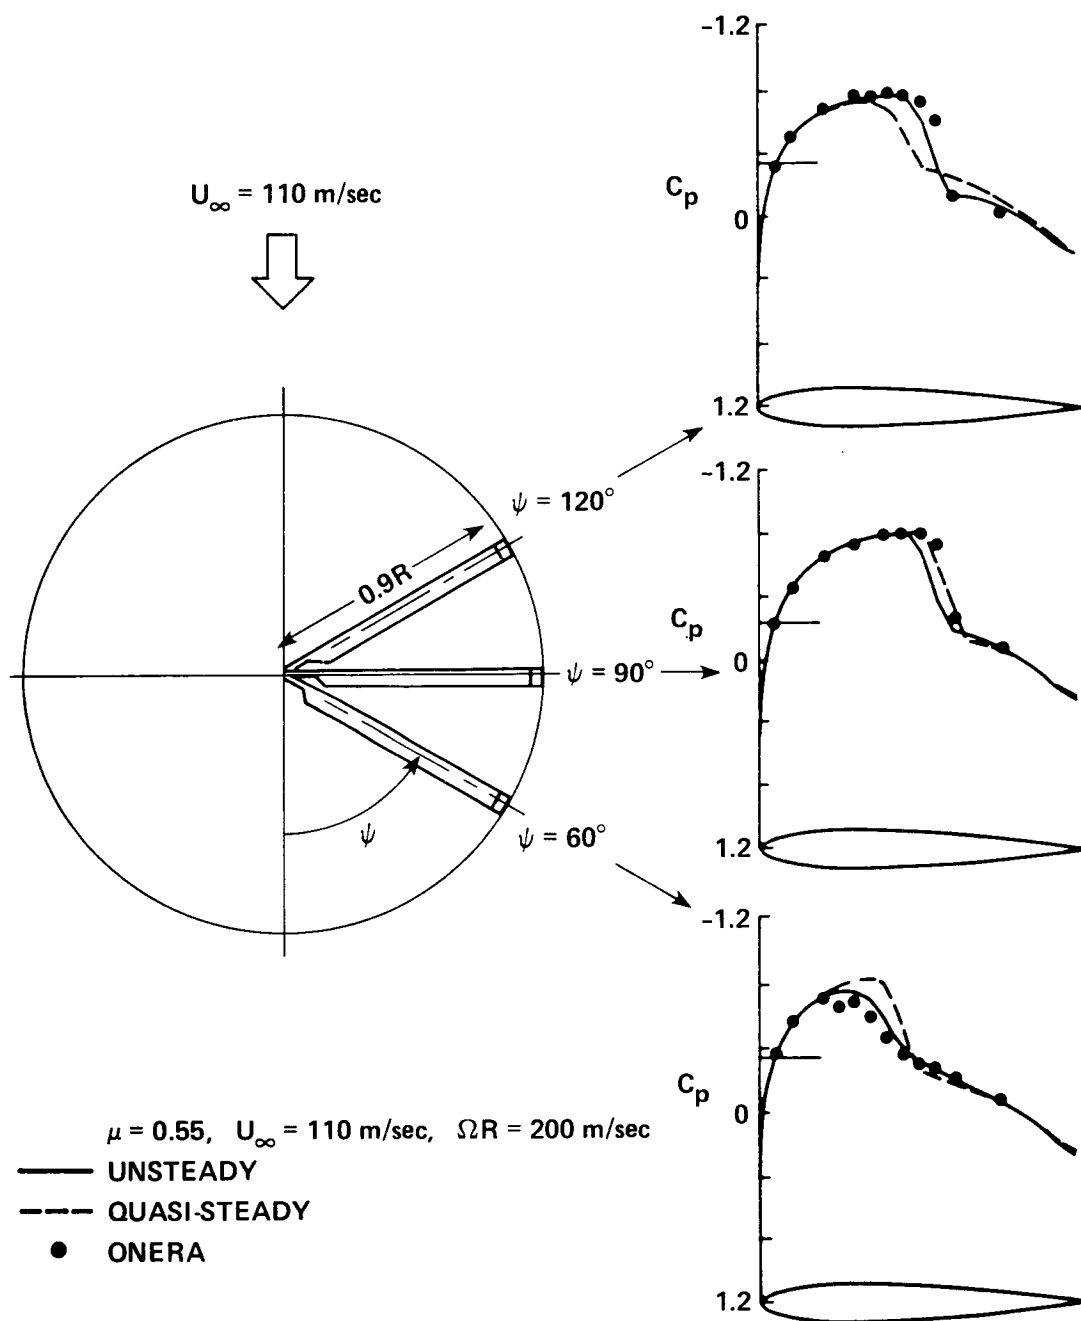 U∞ = 110 m/sec
0.9R
ψ = 120°
ψ = 90°
ψ = 60°
ψ
-1.2
Cp
0
1.2
-1.2
Cp
0
1.2
-1.2
Cp
0
1.2
μ = 0.55, U∞ = 110 m/sec, ΩR = 200 m/sec
UNSTEADY
QUASI-STEADY
ONERA